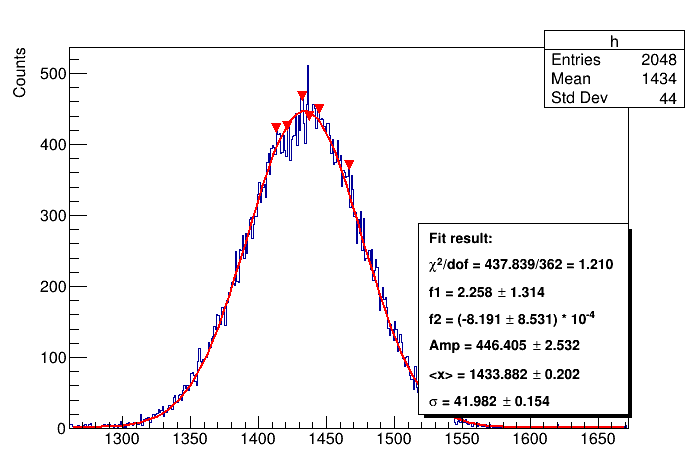 h
Entries 2048
Mean 1434
Std Dev 44
Counts
500
400
300
200
100
0
Fit result:
χ²/dof = 437.839/362 = 1.210
f1 = 2.258 ± 1.314
f2 = (-8.191 ± 8.531) * 10⁻⁴
Amp = 446.405 ± 2.532
<x> = 1433.882 ± 0.202
σ = 41.982 ± 0.154
1300 1350 1400 1450 1500 1550 1600 1650